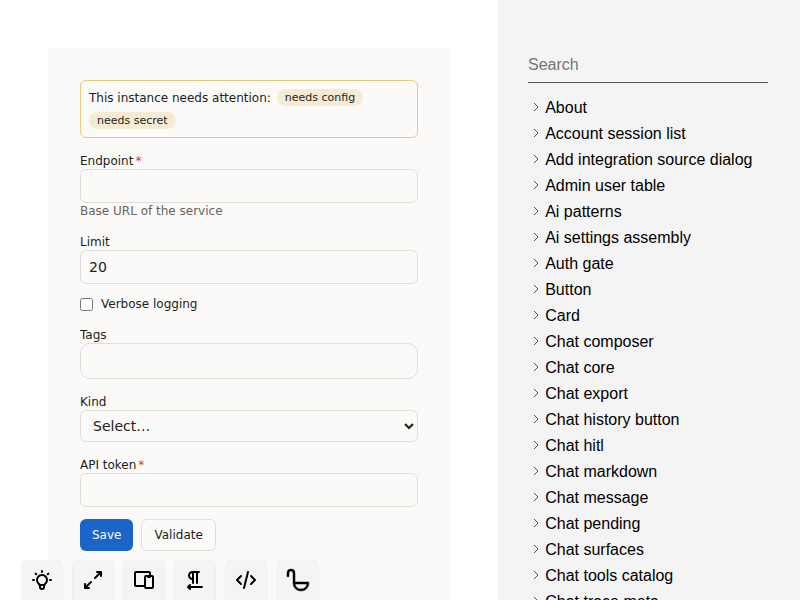 This instance needs attention: needs config
needs secret
Endpoint*
Base URL of the service
Limit
20
Verbose logging
Tags
Kind
Select...
API token*
Save
Validate
Search
About
Account session list
Add integration source dialog
Admin user table
Ai patterns
Ai settings assembly
Auth gate
Button
Card
Chat composer
Chat core
Chat export
Chat history button
Chat hitl
Chat markdown
Chat message
Chat pending
Chat surfaces
Chat tools catalog